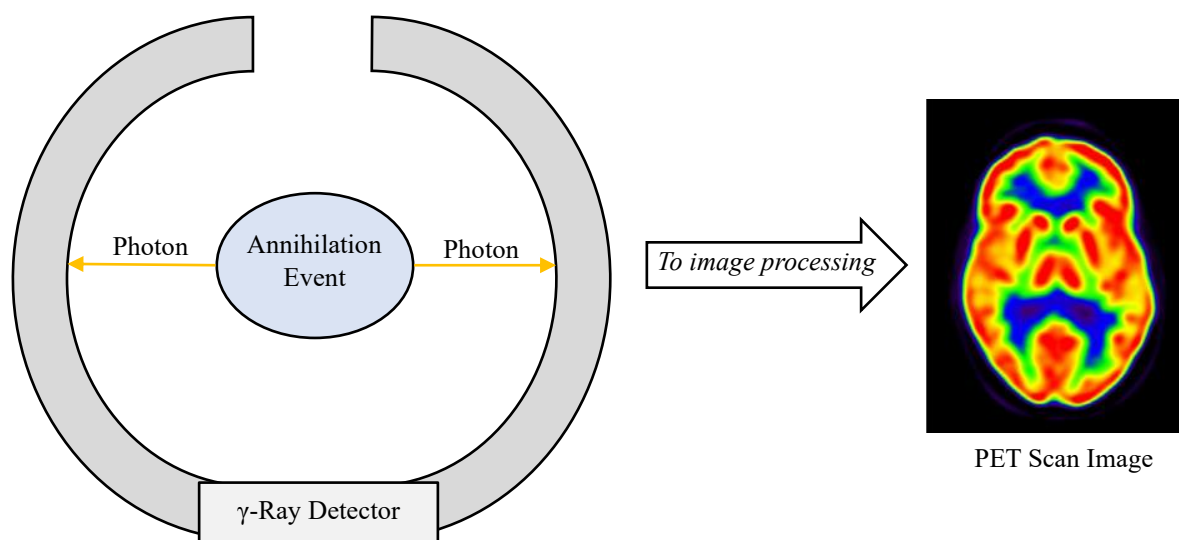 Photon
Annihilation
Event
Photon
To image processing
γ-Ray Detector
PET Scan Image